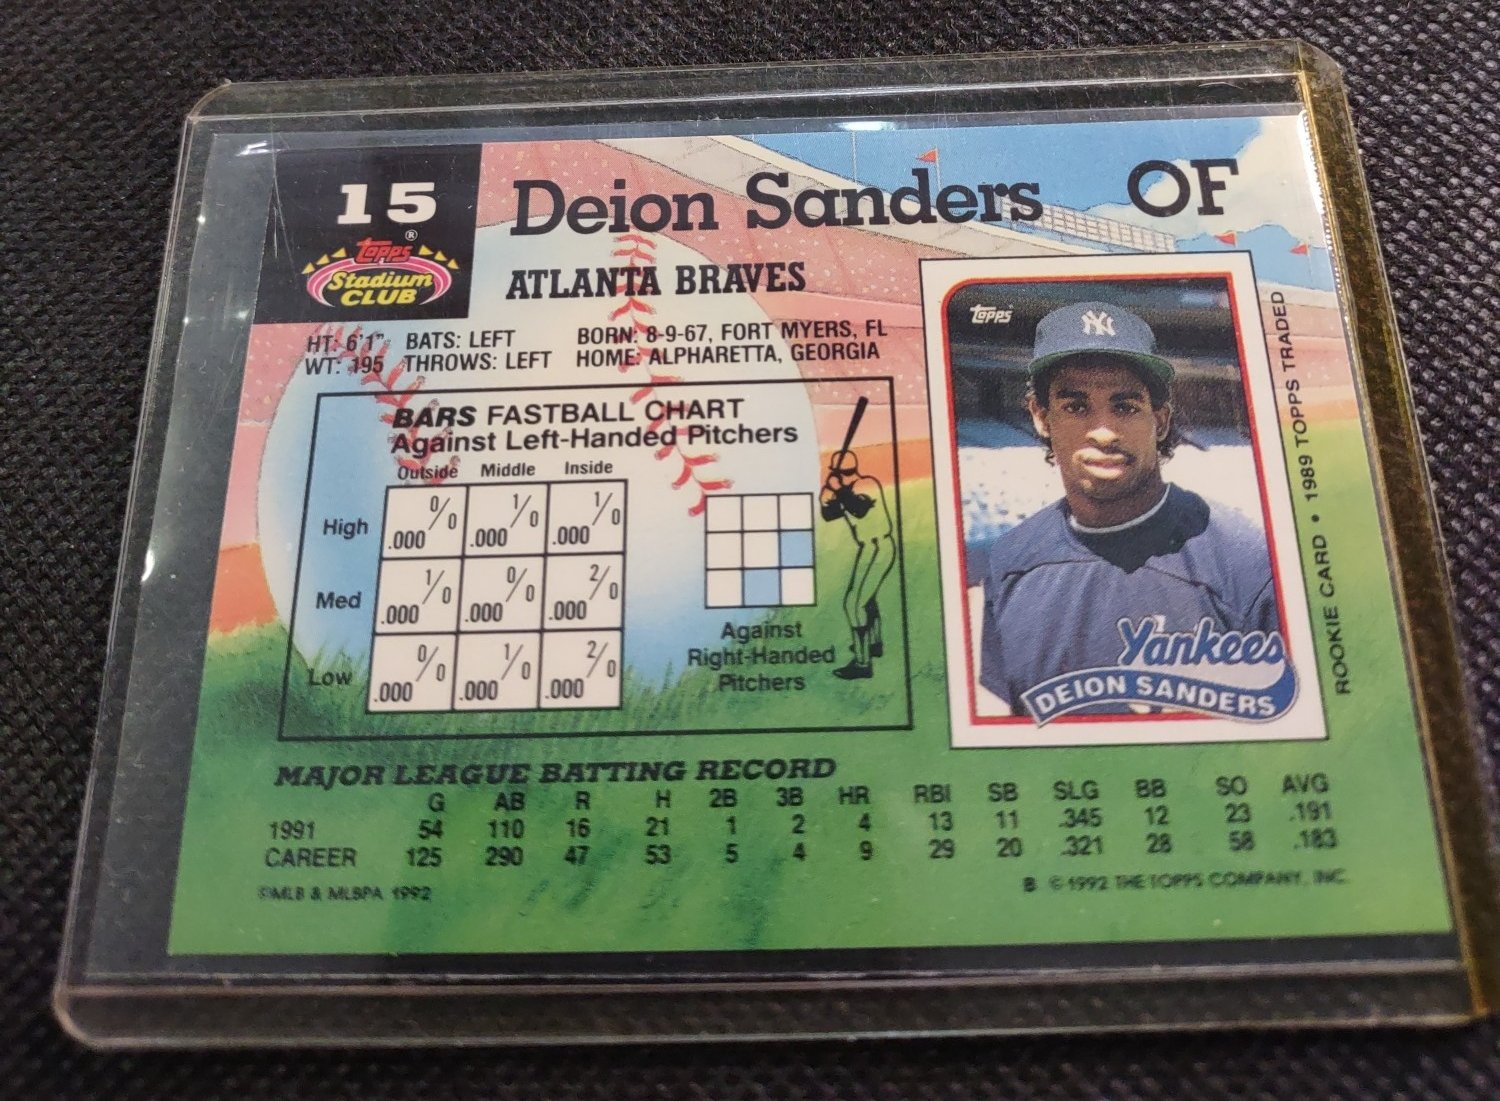 15
Topps®
Stadium
CLUB
Deion Sanders OF
ATLANTA BRAVES
HT: 6'1" BATS: LEFT BORN: 8-9-67, FORT MYERS, FL
WT: 195 THROWS: LEFT HOME: ALPHARETTA, GEORGIA
BARS FASTBALL CHART
Against Left-Handed Pitchers
Outside Middle Inside
High 0/0 .000 1/0 .000 1/0 .000
Med 1/0 .000 0/0 .000 2/0 .000
Low 0/0 .000 1/0 .000 2/0 .000
Against
Right-Handed
Pitchers
Topps
NY
Yankees
DEION SANDERS
ROOKIE CARD • 1989 TOPPS TRADED
MAJOR LEAGUE BATTING RECORD
G AB R H 2B 3B HR RBI SB SLG BB SO AVG
1991 54 110 16 21 1 2 4 13 11 .345 12 23 .191
CAREER 125 290 47 53 5 4 9 29 20 .321 28 58 .183
©MLB & MLBPA 1992
B ©1992 THE TOPPS COMPANY, INC.